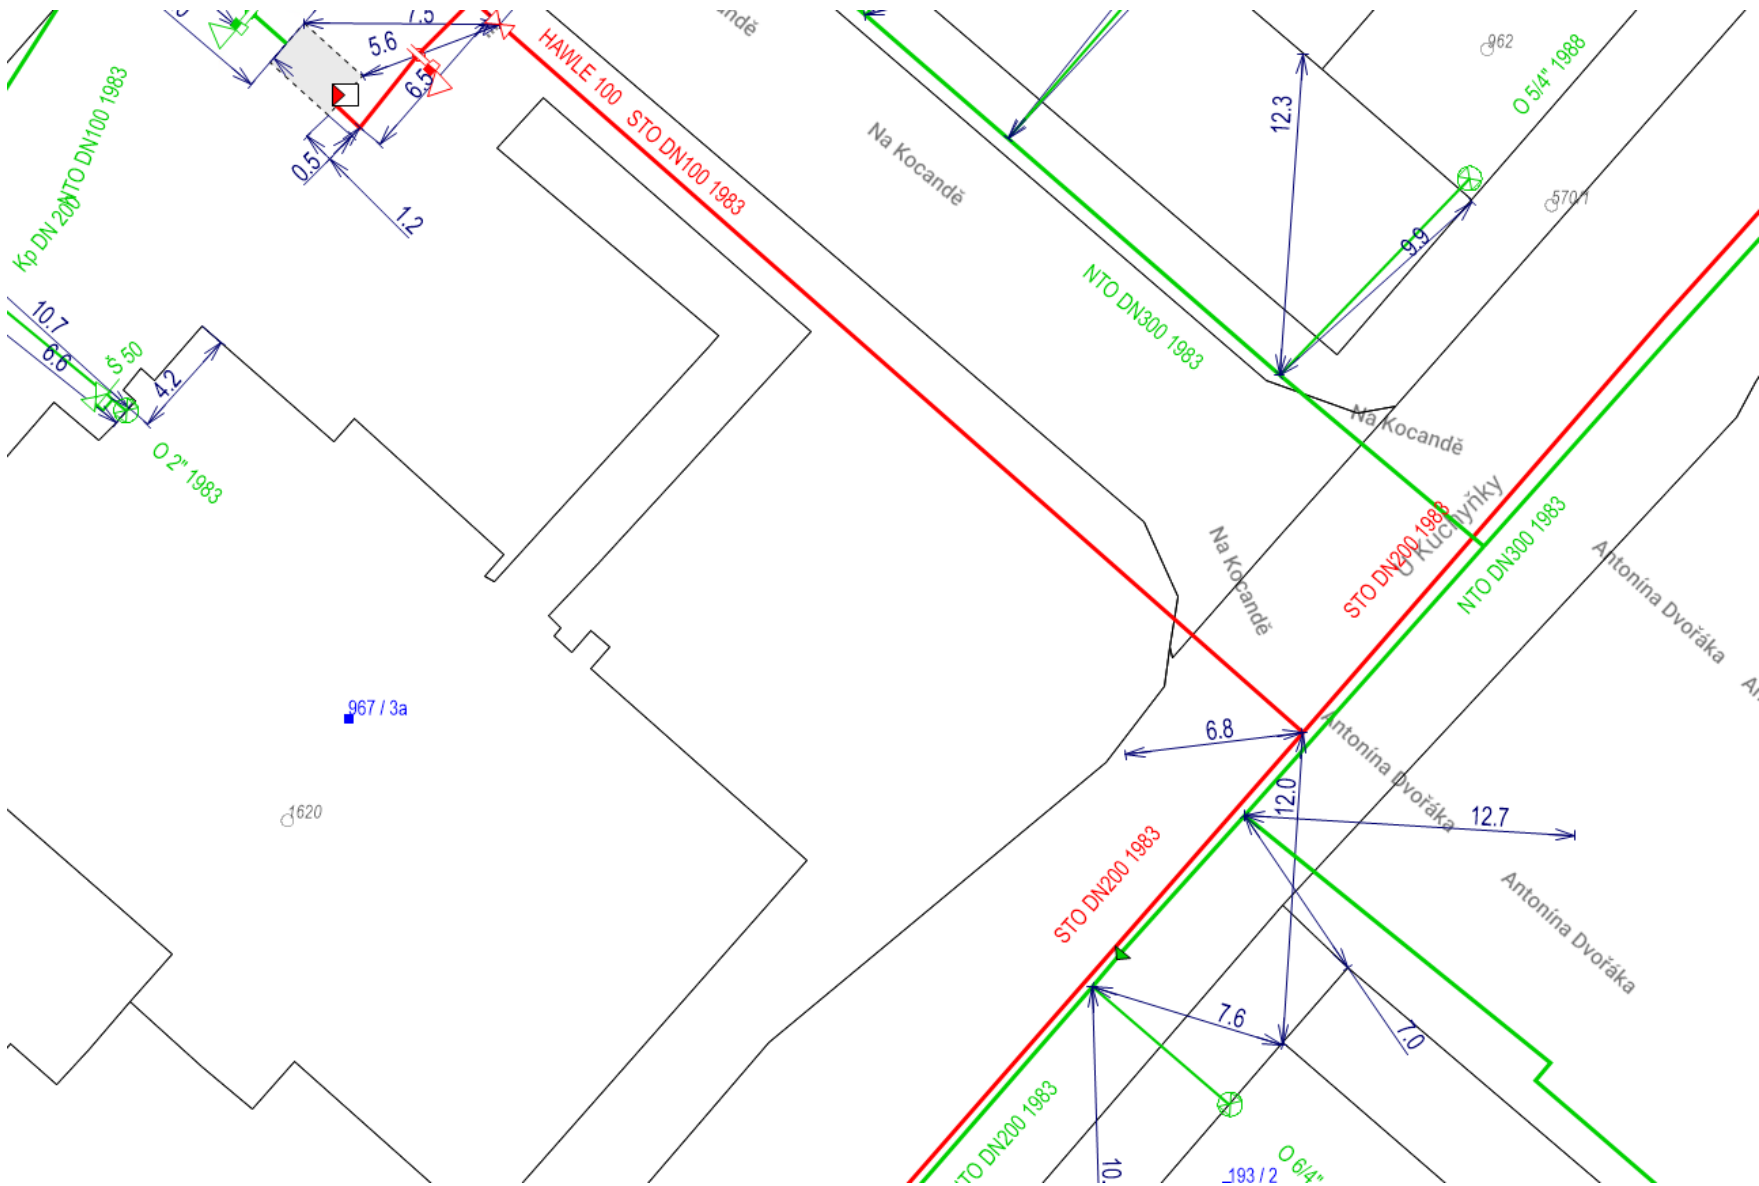 7.5
5.6
6.5
HAWLE 100
STO DN100 1983
0.5
1.2
NTO DN100 1983
Kp DN 200
Na Kocandě
962
O 5/4" 1988
12.3
570/1
9.9
NTO DN300 1983
10.7
6.6
Š 50
4.2
O 2" 1983
Na Kocandě
U Kuchyňky
STO DN200 1983
NTO DN300 1983
Antonína Dvořáka
Na Kocandě
967 / 3a
6.8
Antonína Dvořáka
12.0
12.7
1620
STO DN200 1983
Antonína Dvořáka
7.6
7.0
DN200 1983
O 6/4"
193 / 2